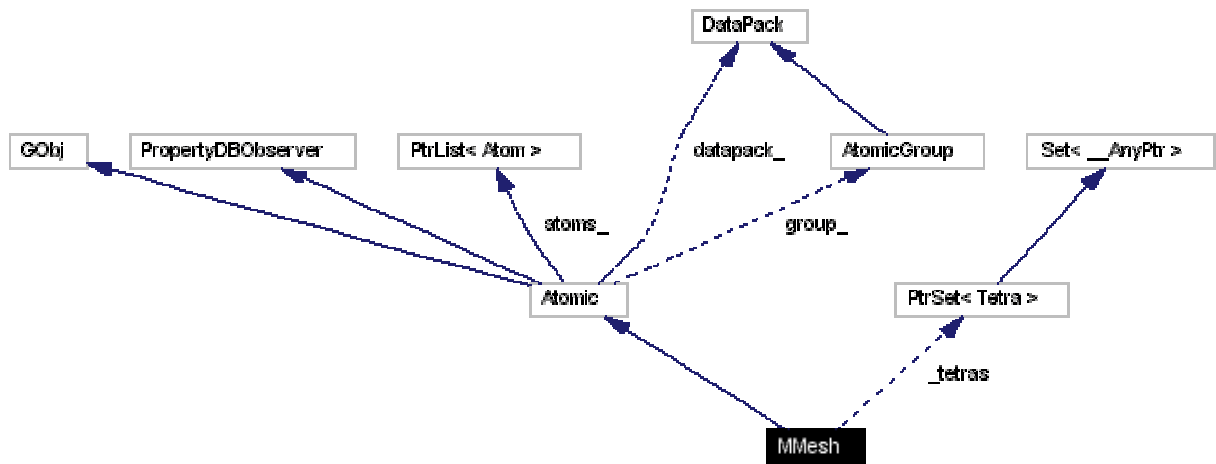 DataPack
GObj
PropertyDBObserver
PtrList< Atom >
datapack_
AtomicGroup
Set< __AnyPtr >
atoms_
group_
Atomic
PtrSet< Tetra >
_tetras
MMesh